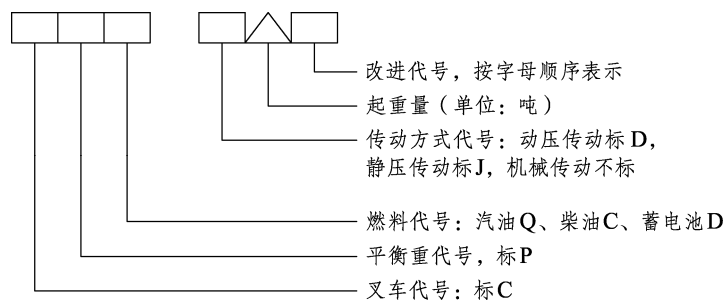 改进代号，按字母顺序表示
起重量（单位：吨）
传动方式代号：动压传动标D，
静压传动标J，机械传动不标
燃料代号：汽油Q、柴油C、蓄电池D
平衡重代号，标P
叉车代号：标C